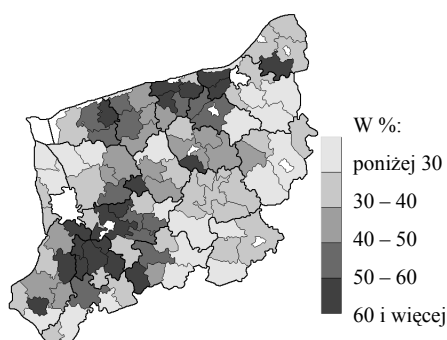 W %:
poniżej 30
30 – 40
40 – 50
50 – 60
60 i więcej